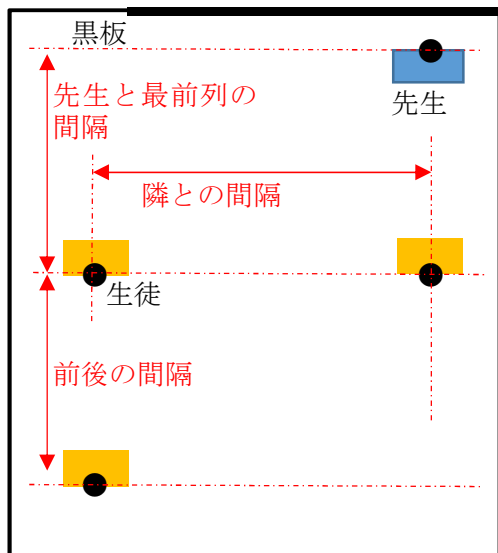 黒板
先生と最前列の
間隔
先生
隣との間隔
生徒
前後の間隔